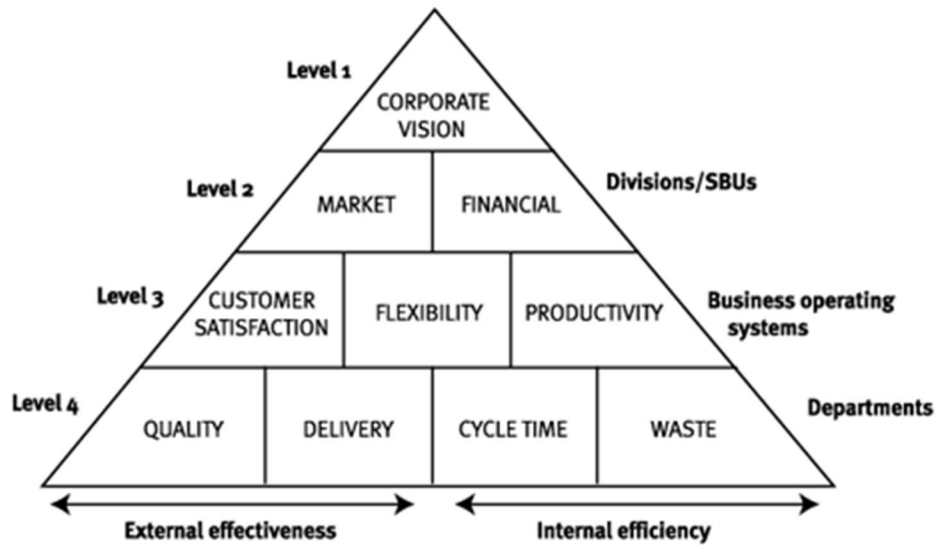 Level 1
CORPORATE
VISION
Level 2
MARKET
FINANCIAL
Divisions/SBUs
Level 3
CUSTOMER
SATISFACTION
FLEXIBILITY
PRODUCTIVITY
Business operating
systems
Level 4
QUALITY
DELIVERY
CYCLE TIME
WASTE
Departments
External effectiveness
Internal efficiency